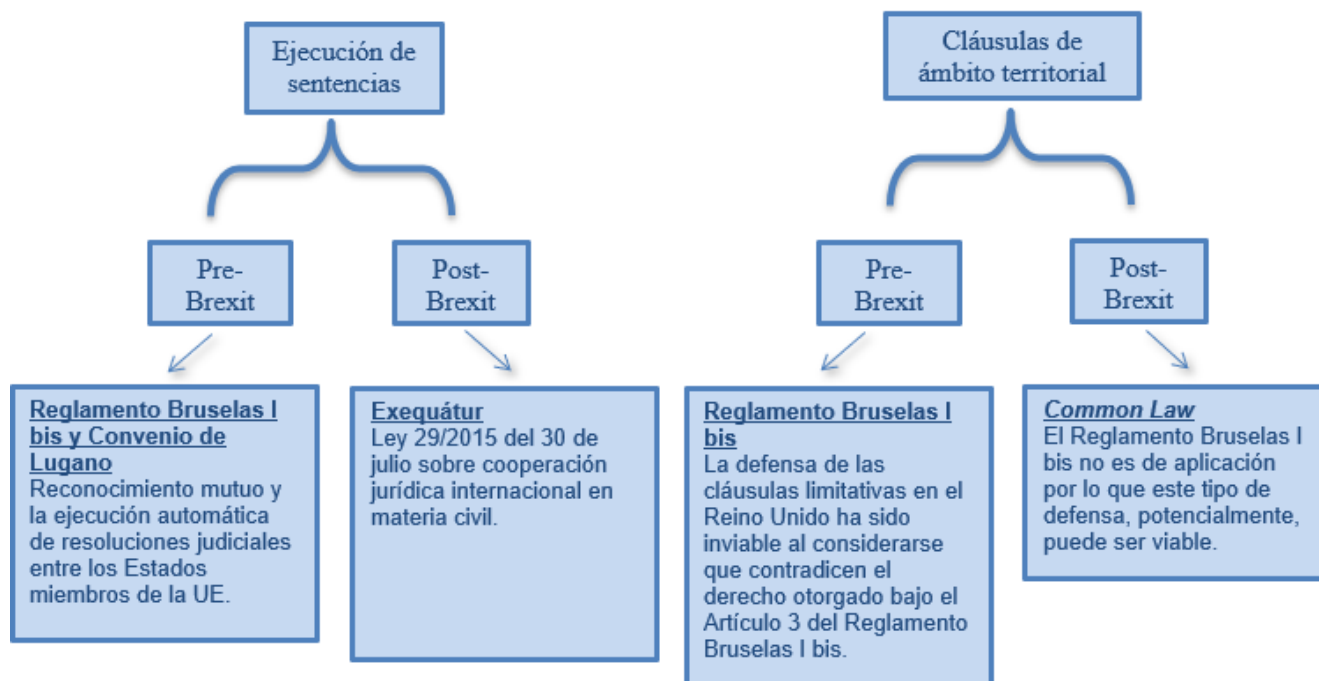 Ejecución de
sentencias
Pre-
Brexit
Post-
Brexit
Reglamento Bruselas I
bis y Convenio de
Lugano
Reconocimiento mutuo y
la ejecución automática
de resoluciones judiciales
entre los Estados
miembros de la UE.
Exequátur
Ley 29/2015 del 30 de
julio sobre cooperación
jurídica internacional en
materia civil.
Cláusulas de
ámbito territorial
Pre-
Brexit
Post-
Brexit
Reglamento Bruselas I
bis
La defensa de las
cláusulas limitativas en el
Reino Unido ha sido
inviable al considerarse
que contradicen el
derecho otorgado bajo el
Artículo 3 del Reglamento
Bruselas I bis.
Common Law
El Reglamento Bruselas I
bis no es de aplicación
por lo que este tipo de
defensa, potencialmente,
puede ser viable.